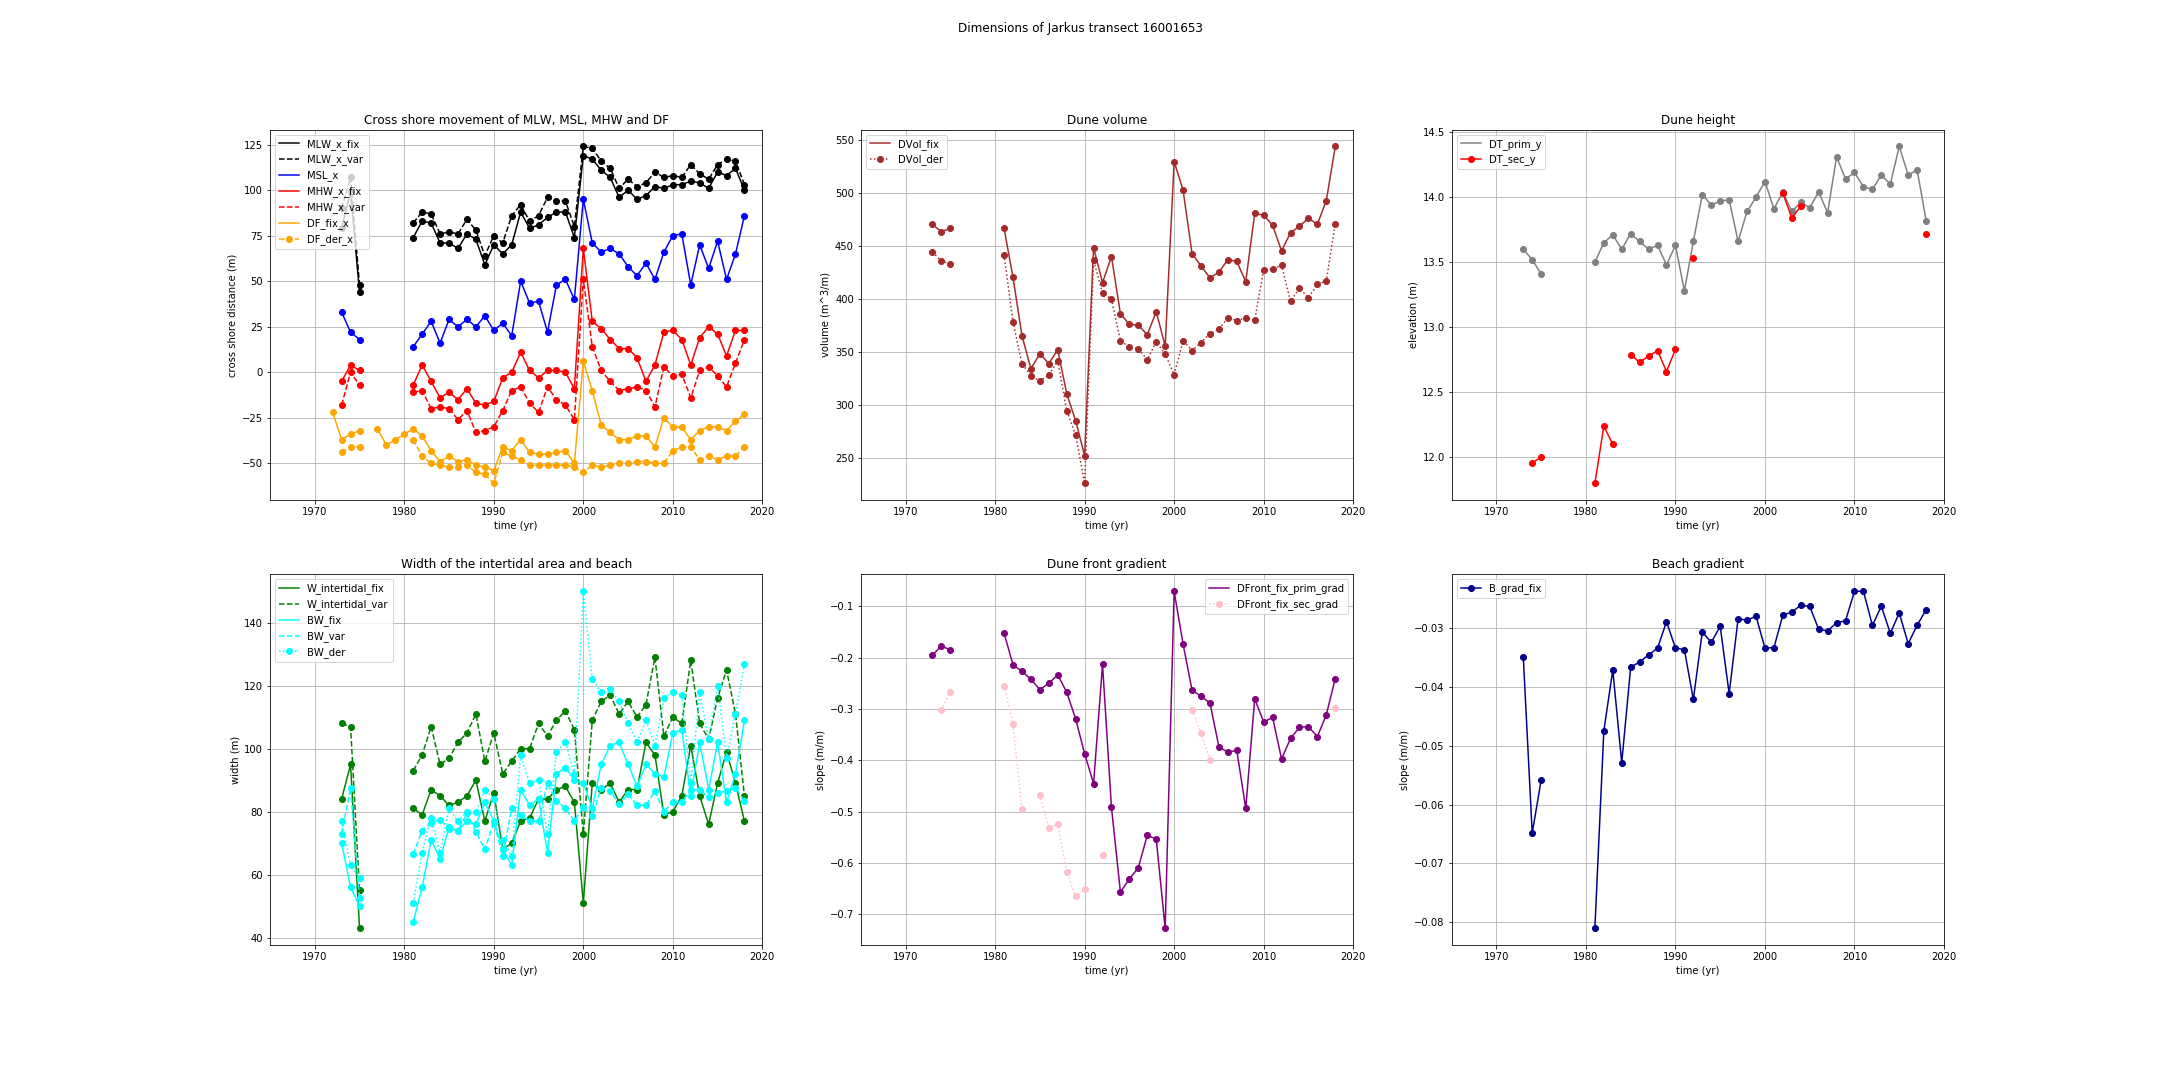 Dimensions of Jarkus transect 16001653
Cross shore movement of MLW, MSL, MHW and DF
MLW_x_fix
MLW_x_var
MSL_x
MHW_x_fix
MHW_x_var
DF_fix_x
DF_der_x
cross shore distance (m)
125
100
75
50
25
0
−25
−50
1970
1980
1990
2000
2010
2020
time (yr)
Dune volume
DVol_fix
DVol_der
volume (m^3/m)
550
500
450
400
350
300
250
1970
1980
1990
2000
2010
2020
time (yr)
Dune height
DT_prim_y
DT_sec_y
elevation (m)
14.5
14.0
13.5
13.0
12.5
12.0
1970
1980
1990
2000
2010
2020
time (yr)
Width of the intertidal area and beach
W_intertidal_fix
W_intertidal_var
BW_fix
BW_var
BW_der
width (m)
140
120
100
80
60
40
1970
1980
1990
2000
2010
2020
time (yr)
Dune front gradient
DFront_fix_prim_grad
DFront_fix_sec_grad
slope (m/m)
−0.1
−0.2
−0.3
−0.4
−0.5
−0.6
−0.7
1970
1980
1990
2000
2010
2020
time (yr)
Beach gradient
B_grad_fix
slope (m/m)
−0.03
−0.04
−0.05
−0.06
−0.07
−0.08
1970
1980
1990
2000
2010
2020
time (yr)